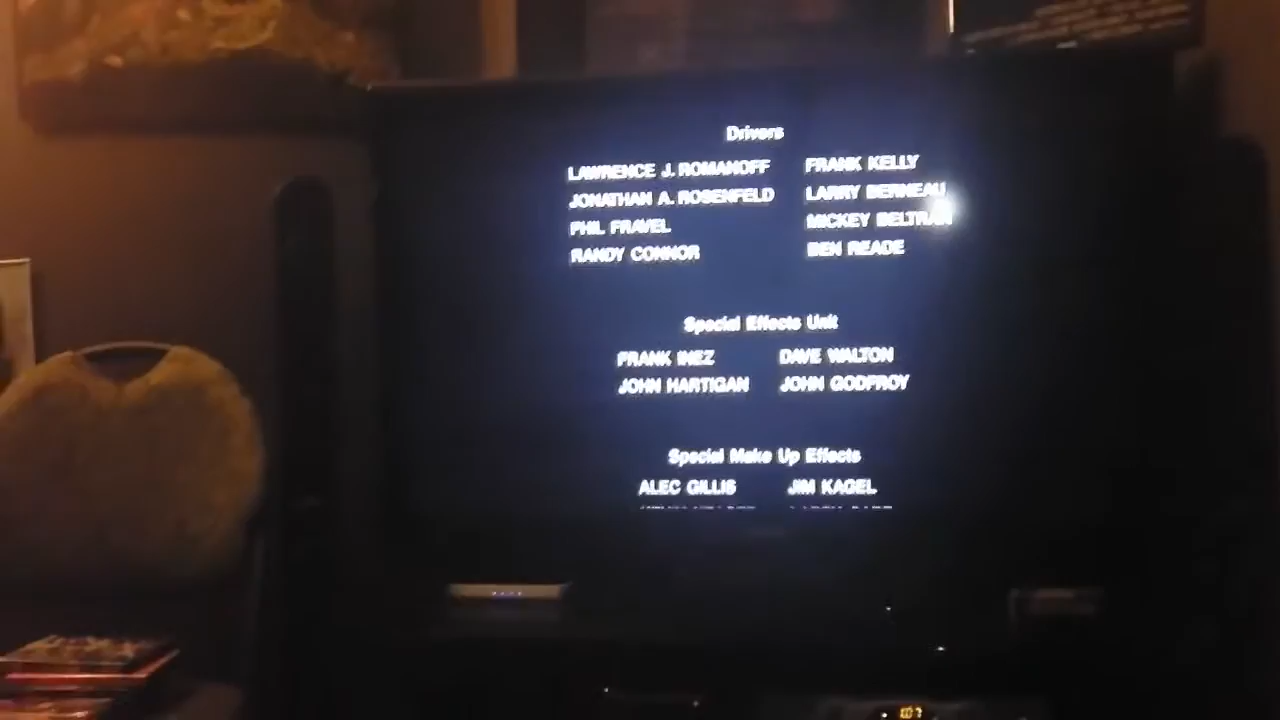 Drivers
LAWRENCE J. ROMANOFF FRANK KELLY
JONATHAN A. ROSENFELD LARRY BERNEAU
PHIL FRAVEL MICKEY BELTRAN
RANDY CONNOR BEN READE
Special Effects Unit
FRANK INEZ DAVE WALTON
JOHN HARTIGAN JOHN GODFROY
Special Make Up Effects
ALEC GILLIS JIM KAGEL